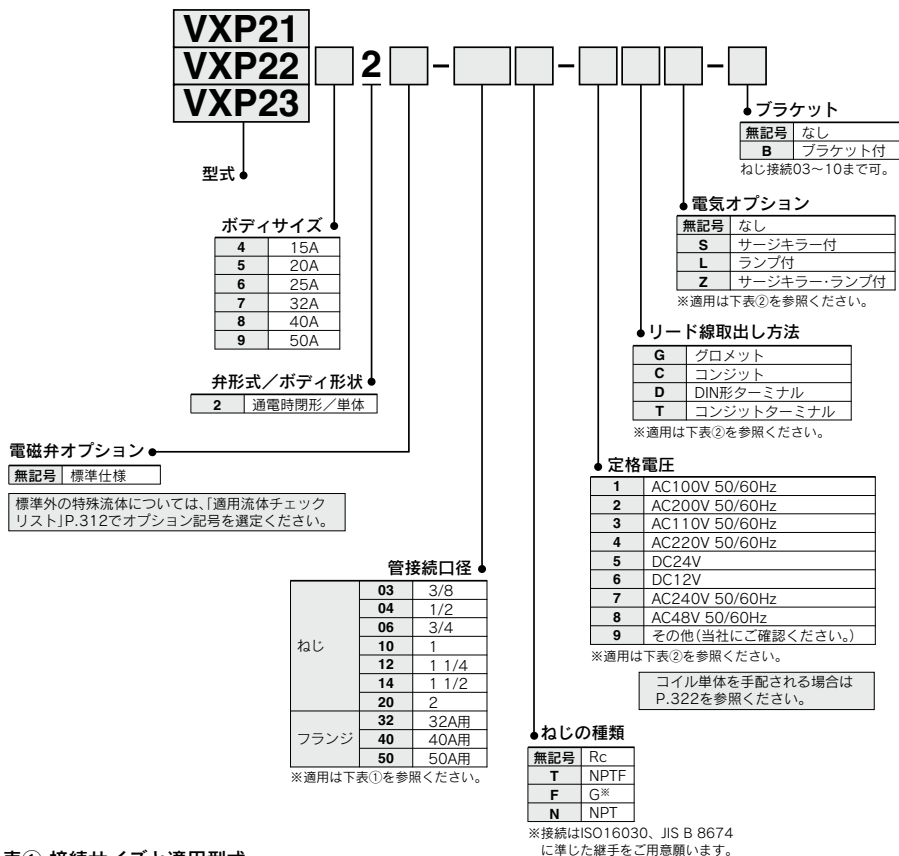 VXP21
VXP22 2 - - -
VXP23
型式
ブラケット
無記号 なし
B ブラケット付
ねじ接続03〜10まで可。
ボディサイズ
4 15A
5 20A
6 25A
7 32A
8 40A
9 50A
電気オプション
無記号 なし
S サージキラー付
L ランプ付
Z サージキラー・ランプ付
※適用は下表②を参照ください。
リード線取出し方法
G グロメット
C コンジット
D DIN形ターミナル
T コンジットターミナル
※適用は下表②を参照ください。
弁形式/ボディ形状
2 通電時閉形/単体
電磁弁オプション
無記号 標準仕様
標準外の特殊流体については、「適用流体チェック
リスト」P.312でオプション記号を選定ください。
定格電圧
1 AC100V 50/60Hz
2 AC200V 50/60Hz
3 AC110V 50/60Hz
4 AC220V 50/60Hz
5 DC24V
6 DC12V
7 AC240V 50/60Hz
8 AC48V 50/60Hz
9 その他(当社にご確認ください。)
※適用は下表②を参照ください。
コイル単体を手配される場合は
P.322を参照ください。
管接続口径
ねじ
03 3/8
04 1/2
06 3/4
10 1
12 1 1/4
14 1 1/2
20 2
フランジ
32 32A用
40 40A用
50 50A用
※適用は下表①を参照ください。
ねじの種類
無記号 Rc
T NPTF
F G※
N NPT
※接続はISO16030、JIS B 8674
に準じた継手をご用意願います。
表① 接続サイズと適用型式